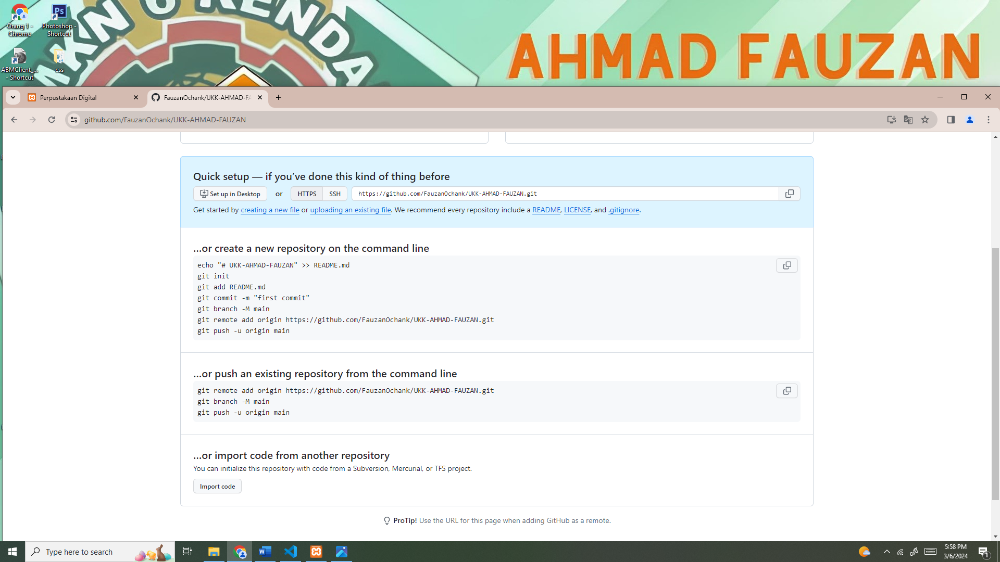 Orang 1 -
Chrome
Photoshop -
Shortcut
ABMClient_...
- Shortcut
css
AHMAD FAUZAN
Perpustakaan Digital
FauzanOchank/UKK-AHMAD-FA
github.com/FauzanOchank/UKK-AHMAD-FAUZAN
Quick setup — if you’ve done this kind of thing before
Set up in Desktop or HTTPS SSH https://github.com/FauzanOchank/UKK-AHMAD-FAUZAN.git
Get started by creating a new file or uploading an existing file. We recommend every repository include a README, LICENSE, and .gitignore.
…or create a new repository on the command line
echo "# UKK-AHMAD-FAUZAN" >> README.md
git init
git add README.md
git commit -m "first commit"
git branch -M main
git remote add origin https://github.com/FauzanOchank/UKK-AHMAD-FAUZAN.git
git push -u origin main
…or push an existing repository from the command line
git remote add origin https://github.com/FauzanOchank/UKK-AHMAD-FAUZAN.git
git branch -M main
git push -u origin main
…or import code from another repository
You can initialize this repository with code from a Subversion, Mercurial, or TFS project.
Import code
ProTip! Use the URL for this page when adding GitHub as a remote.
Type here to search
5:58 PM
3/6/2024
1